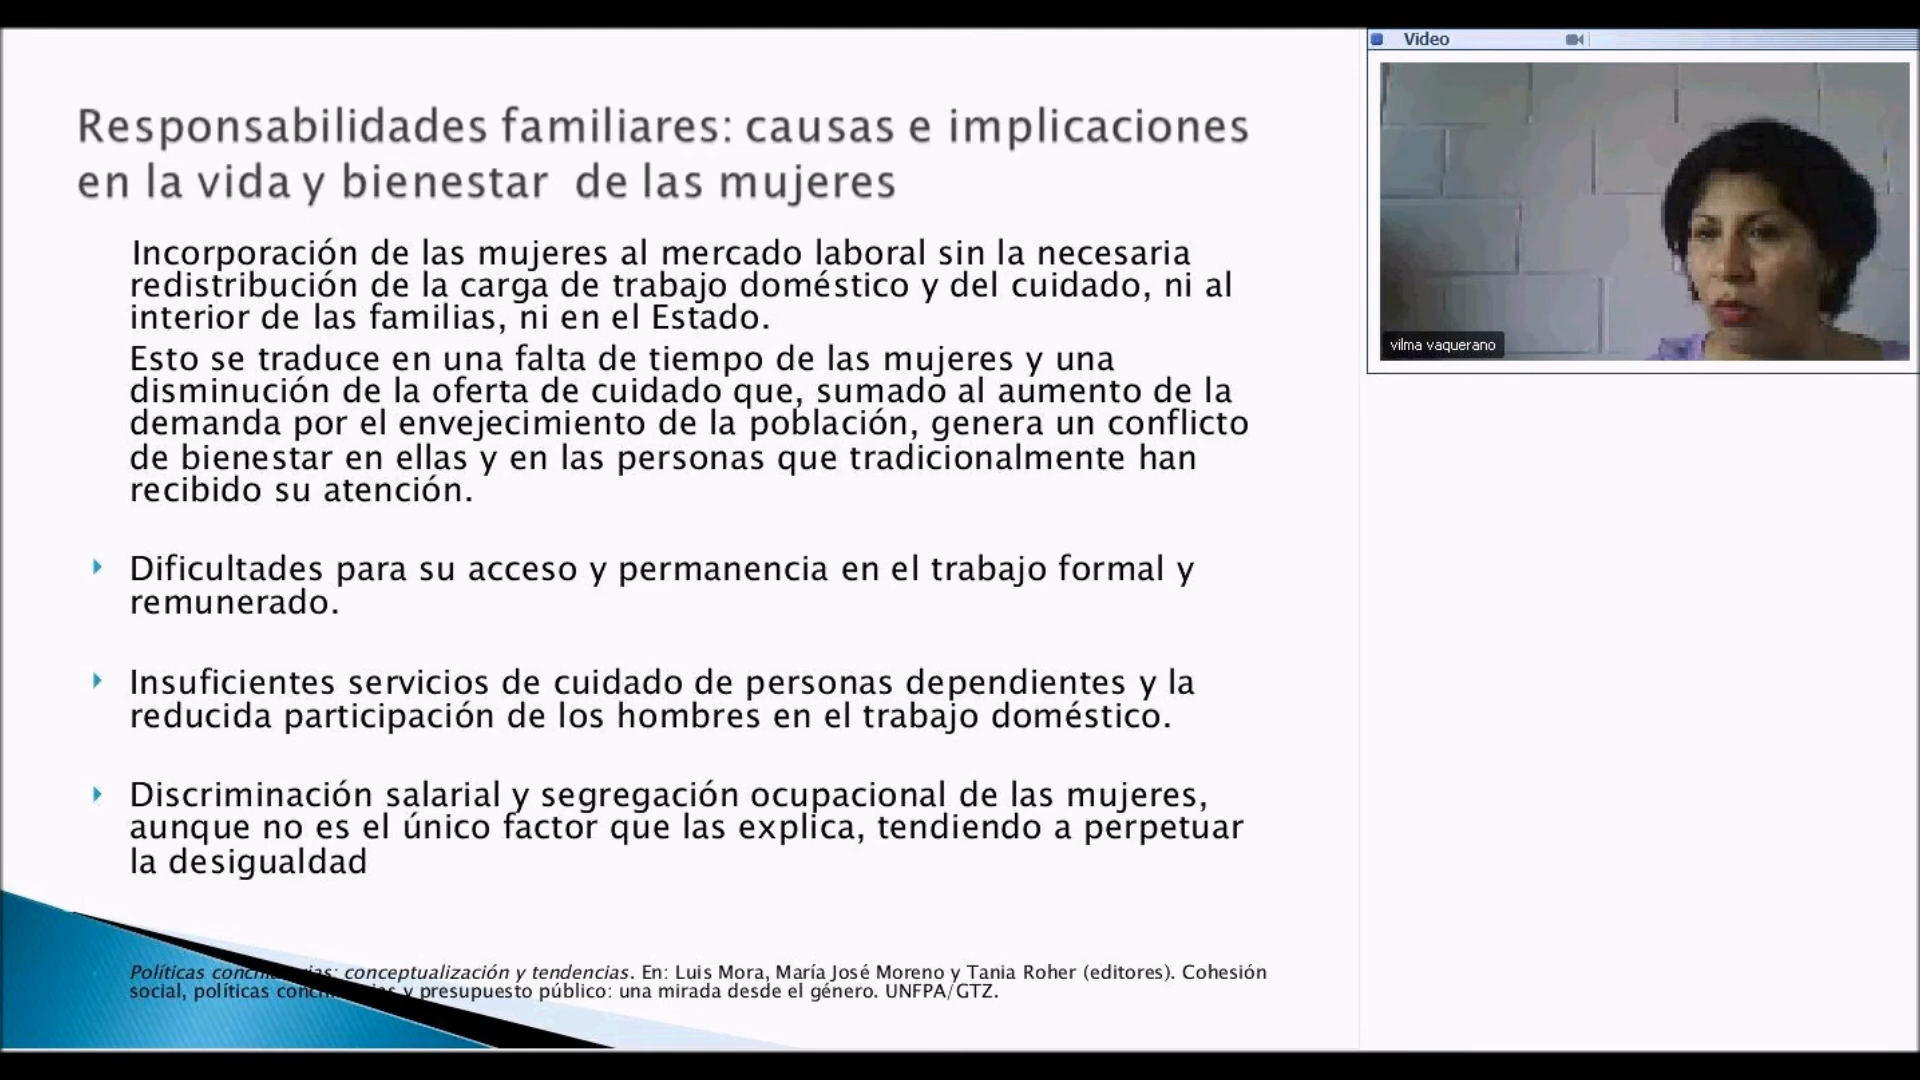 Responsabilidades familiares: causas e implicaciones
en la vida y bienestar de las mujeres
Incorporación de las mujeres al mercado laboral sin la necesaria
redistribución de la carga de trabajo doméstico y del cuidado, ni al
interior de las familias, ni en el Estado.
Esto se traduce en una falta de tiempo de las mujeres y una
disminución de la oferta de cuidado que, sumado al aumento de la
demanda por el envejecimiento de la población, genera un conflicto
de bienestar en ellas y en las personas que tradicionalmente han
recibido su atención.
Dificultades para su acceso y permanencia en el trabajo formal y
remunerado.
Insuficientes servicios de cuidado de personas dependientes y la
reducida participación de los hombres en el trabajo doméstico.
Discriminación salarial y segregación ocupacional de las mujeres,
aunque no es el único factor que las explica, tendiendo a perpetuar
la desigualdad
Políticas conceptualización y tendencias. En: Luis Mora, María José Moreno y Tania Roher (editores). Cohesión
social, políticas y presupuesto público: una mirada desde el género. UNFPA/GTZ.
Video
vilma vaquerano